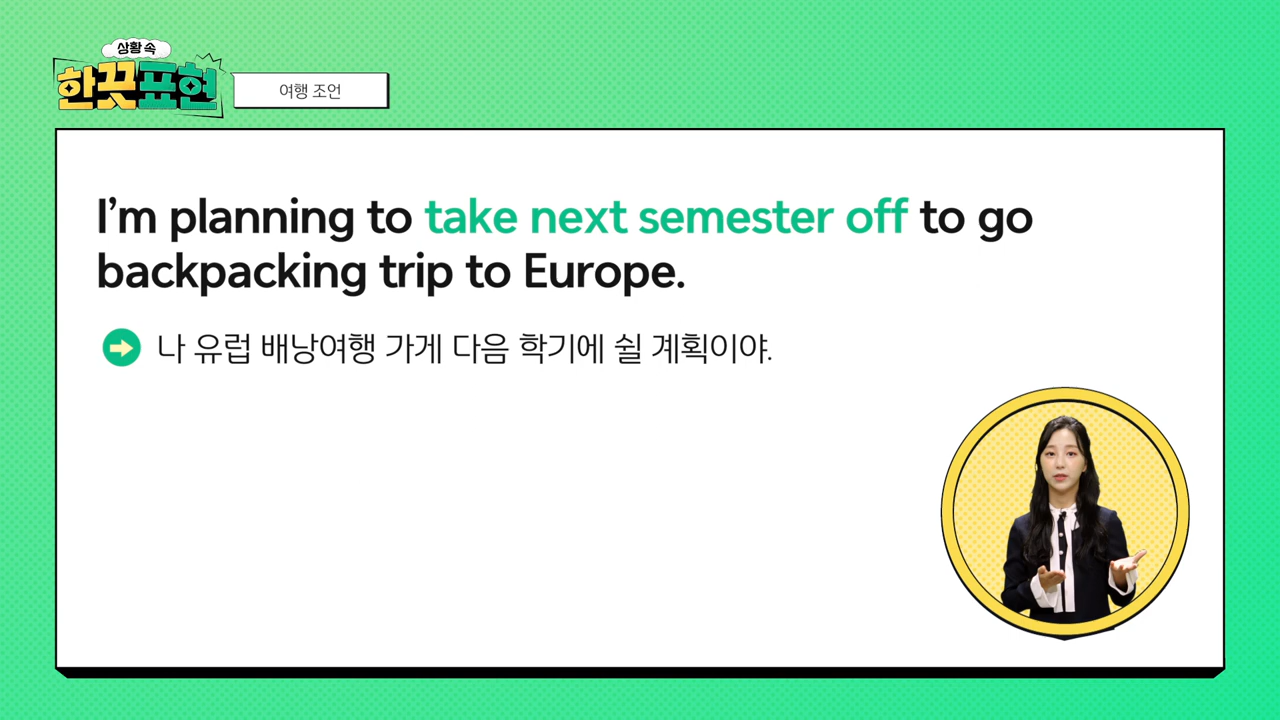 상황 속
한끗표현
여행 조언
I’m planning to take next semester off to go
backpacking trip to Europe.
나 유럽 배낭여행 가게 다음 학기에 쉴 계획이야.